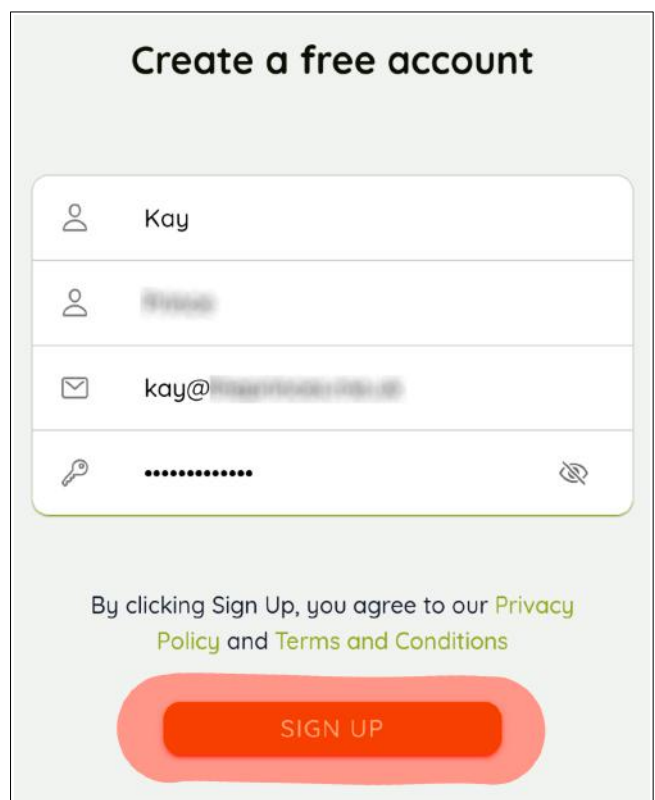 Create a free account
Kay
kay@
•••••••••••••
By clicking Sign Up, you agree to our Privacy
Policy and Terms and Conditions
SIGN UP